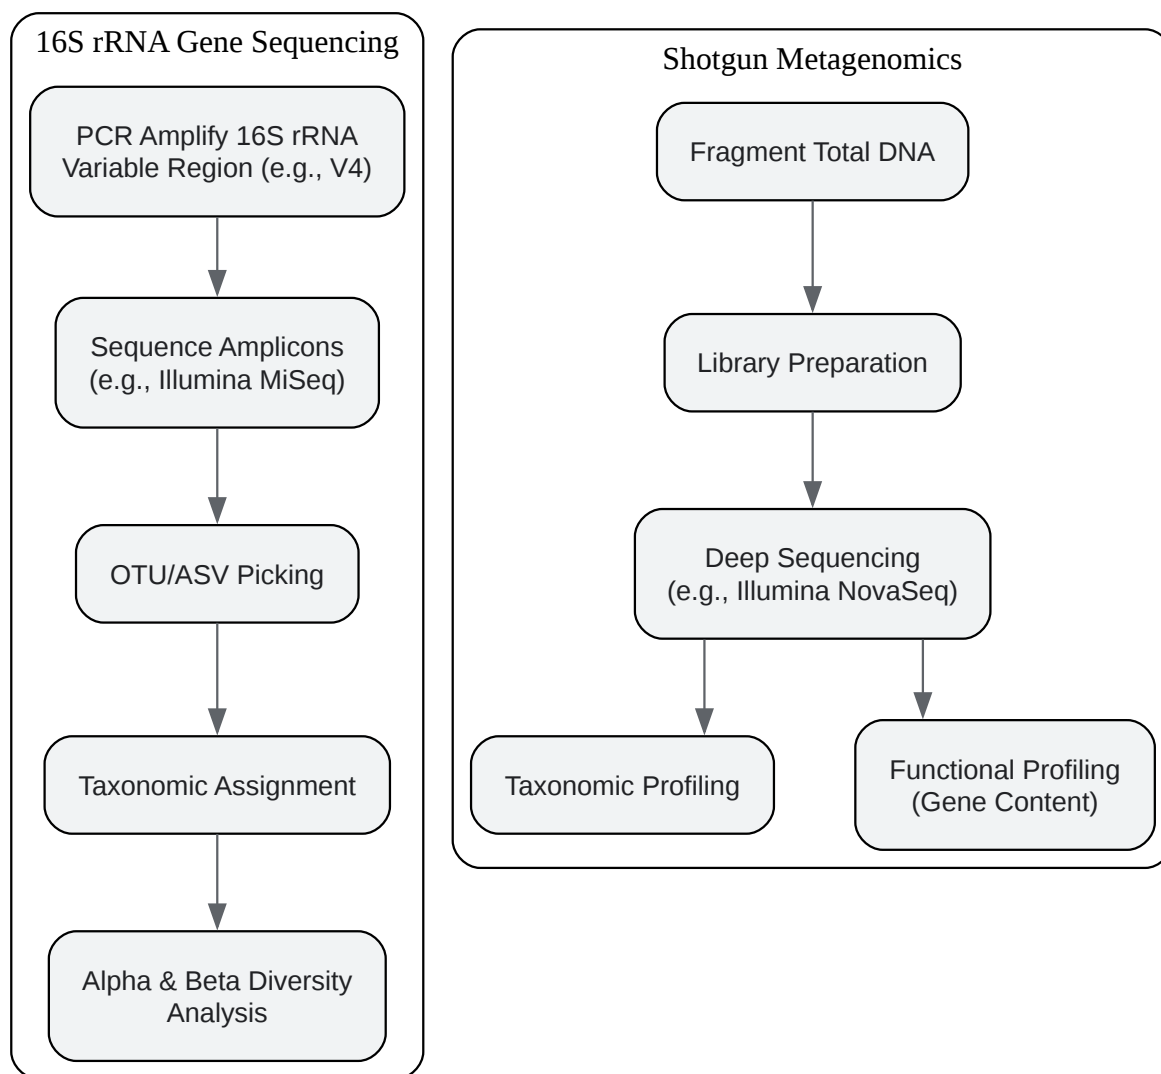 16S rRNA Gene Sequencing
PCR Amplify 16S rRNA
Variable Region (e.g., V4)
Sequence Amplicons
(e.g., Illumina MiSeq)
OTU/ASV Picking
Taxonomic Assignment
Alpha & Beta Diversity
Analysis
Shotgun Metagenomics
Fragment Total DNA
Library Preparation
Deep Sequencing
(e.g., Illumina NovaSeq)
Taxonomic Profiling
Functional Profiling
(Gene Content)